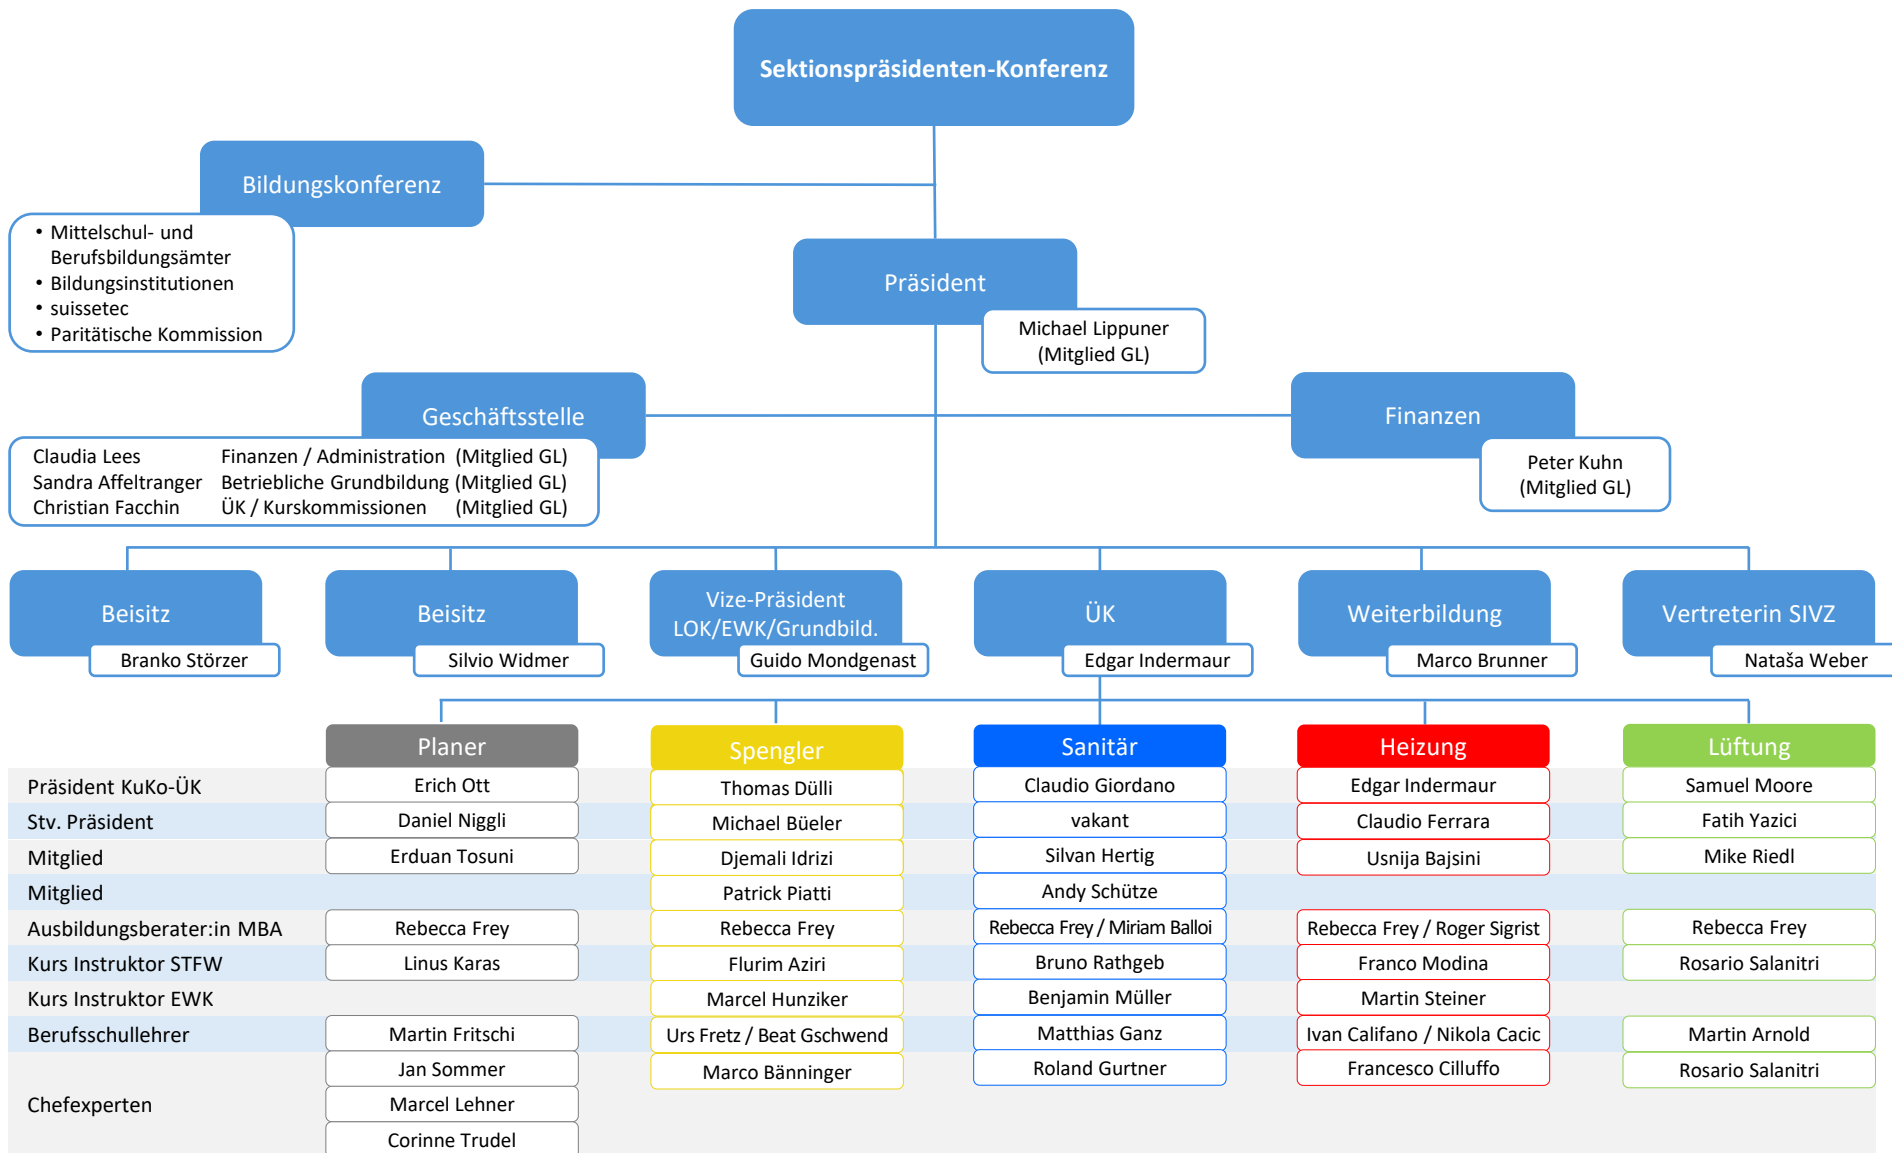 Sektionspräsidenten-Konferenz
Bildungskonferenz
• Mittelschul- und
Berufsbildungsämter
• Bildungsinstitutionen
• suissetec
• Paritätische Kommission
Präsident
Michael Lippuner
(Mitglied GL)
Geschäftsstelle
Claudia Lees Finanzen / Administration (Mitglied GL)
Sandra Affeltranger Betriebliche Grundbildung (Mitglied GL)
Christian Facchin ÜK / Kurskommissionen (Mitglied GL)
Finanzen
Peter Kuhn
(Mitglied GL)
Beisitz
Branko Störzer
Beisitz
Silvio Widmer
Vize-Präsident
LOK/EWK/Grundbild.
Guido Mondgenast
ÜK
Edgar Indermaur
Weiterbildung
Marco Brunner
Vertreterin SIVZ
Nataša Weber
Planer Spengler Sanitär Heizung Lüftung
Präsident KuKo-ÜK Erich Ott Thomas Dülli Claudio Giordano Edgar Indermaur Samuel Moore
Stv. Präsident Daniel Niggli Michael Büeler vakant Claudio Ferrara Fatih Yazici
Mitglied Erduan Tosuni Djemali Idrizi Silvan Hertig Usnija Bajsini Mike Riedl
Mitglied Patrick Piatti Andy Schütze
Ausbildungsberater:in MBA Rebecca Frey Rebecca Frey Rebecca Frey / Miriam Balloi Rebecca Frey / Roger Sigrist Rebecca Frey
Kurs Instruktor STFW Linus Karas Flurim Aziri Bruno Rathgeb Franco Modina Rosario Salanitri
Kurs Instruktor EWK Marcel Hunziker Benjamin Müller Martin Steiner
Berufsschullehrer Martin Fritschi Urs Fretz / Beat Gschwend Matthias Ganz Ivan Califano / Nikola Cacic Martin Arnold
Jan Sommer Marco Bänninger Roland Gurtner Francesco Cilluffo Rosario Salanitri
Chefexperten Marcel Lehner
Corinne Trudel